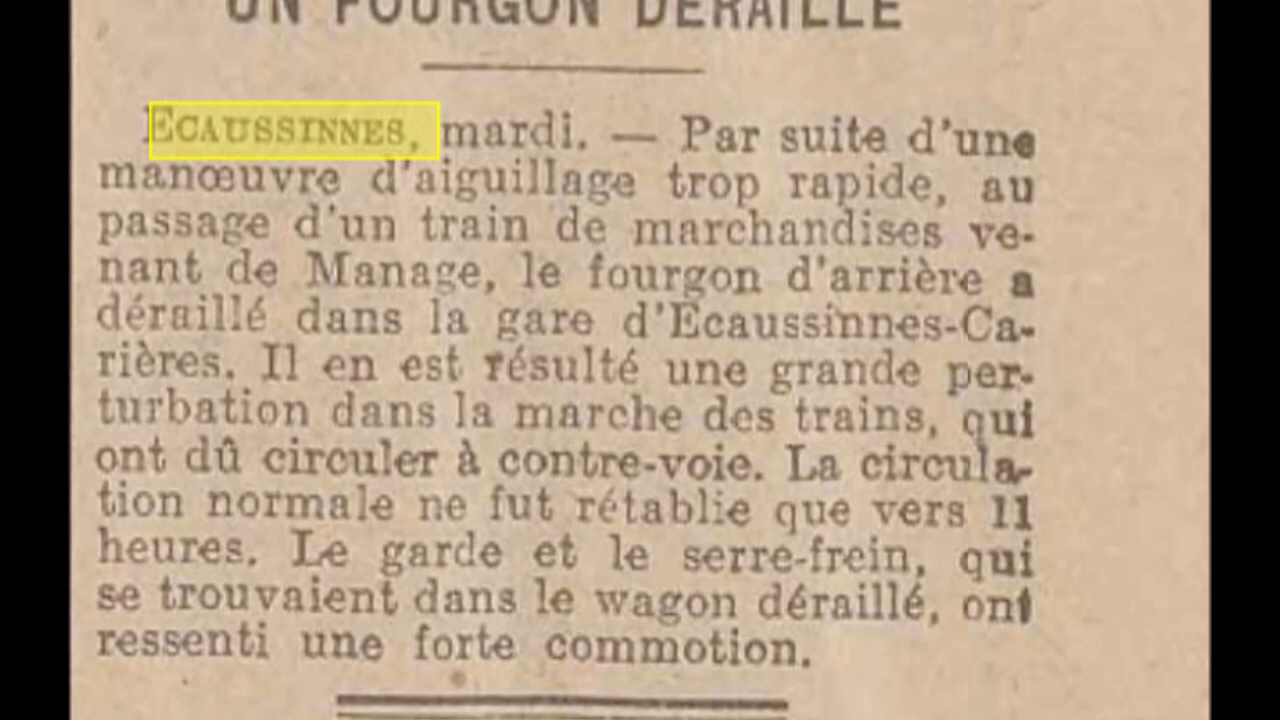 UN FOURGON DÉRAILLE
ECAUSSINNES, mardi. — Par suite d'une
manœuvre d'aiguillage trop rapide, au
passage d'un train de marchandises ve-
nant de Manage, le fourgon d'arrière a
déraillé dans la gare d'Ecaussinnes-Ca-
rières. Il en est résulté une grande per-
turbation dans la marche des trains, qui
ont dû circuler à contre-voie. La circula-
tion normale ne fut rétablie que vers 11
heures. Le garde et le serre-frein, qui
se trouvaient dans le wagon déraillé, ont
ressenti une forte commotion.